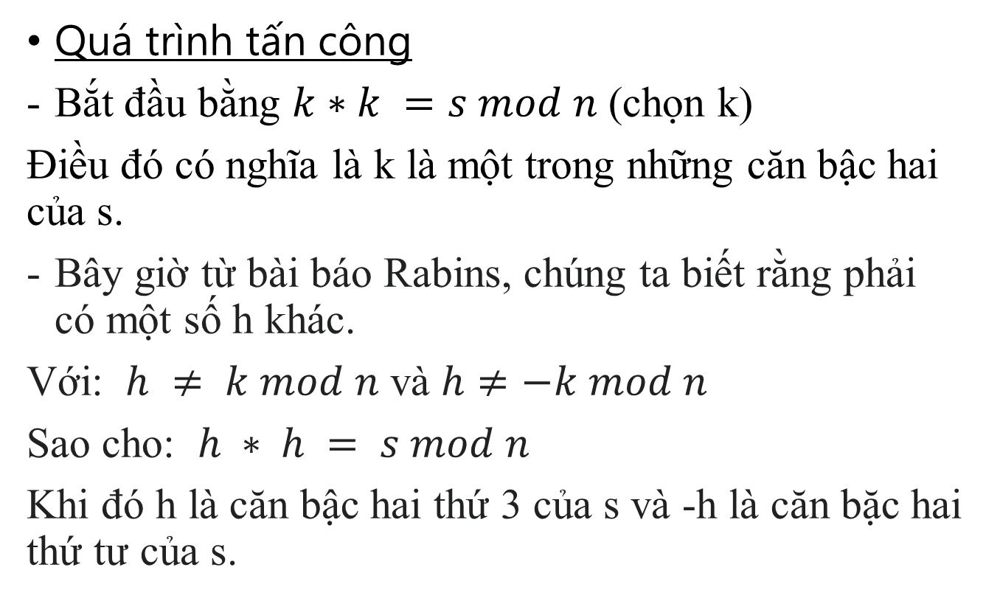 • Quá trình tấn công
- Bắt đầu bằng k ∗ k = s mod n (chọn k)
Điều đó có nghĩa là k là một trong những căn bậc hai
của s.
- Bây giờ từ bài báo Rabins, chúng ta biết rằng phải
có một số h khác.
Với: h ≠ k mod n và h ≠ −k mod n
Sao cho: h ∗ h = s mod n
Khi đó h là căn bậc hai thứ 3 của s và -h là căn bặc hai
thứ tư của s.